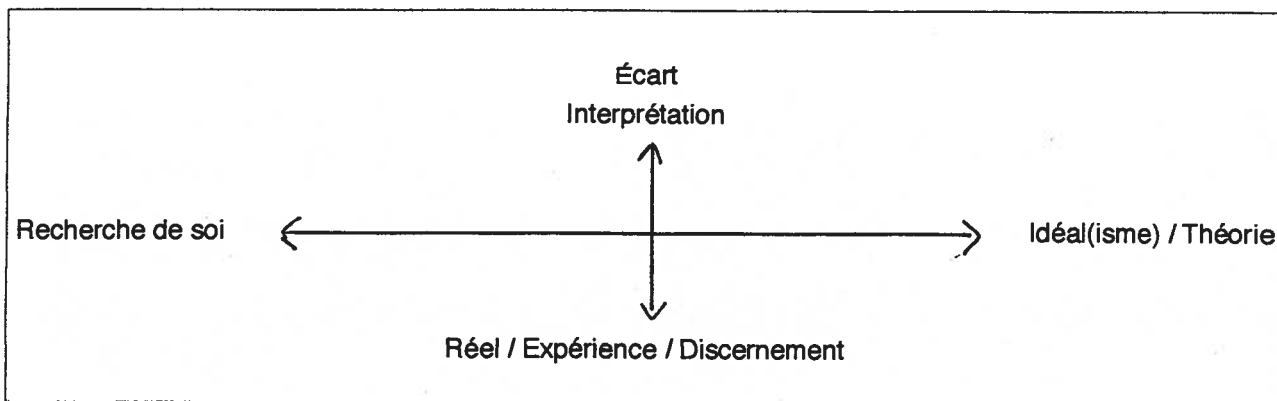 Écart
Interprétation
Recherche de soi
Idéal(isme) / Théorie
Réel / Expérience / Discernement